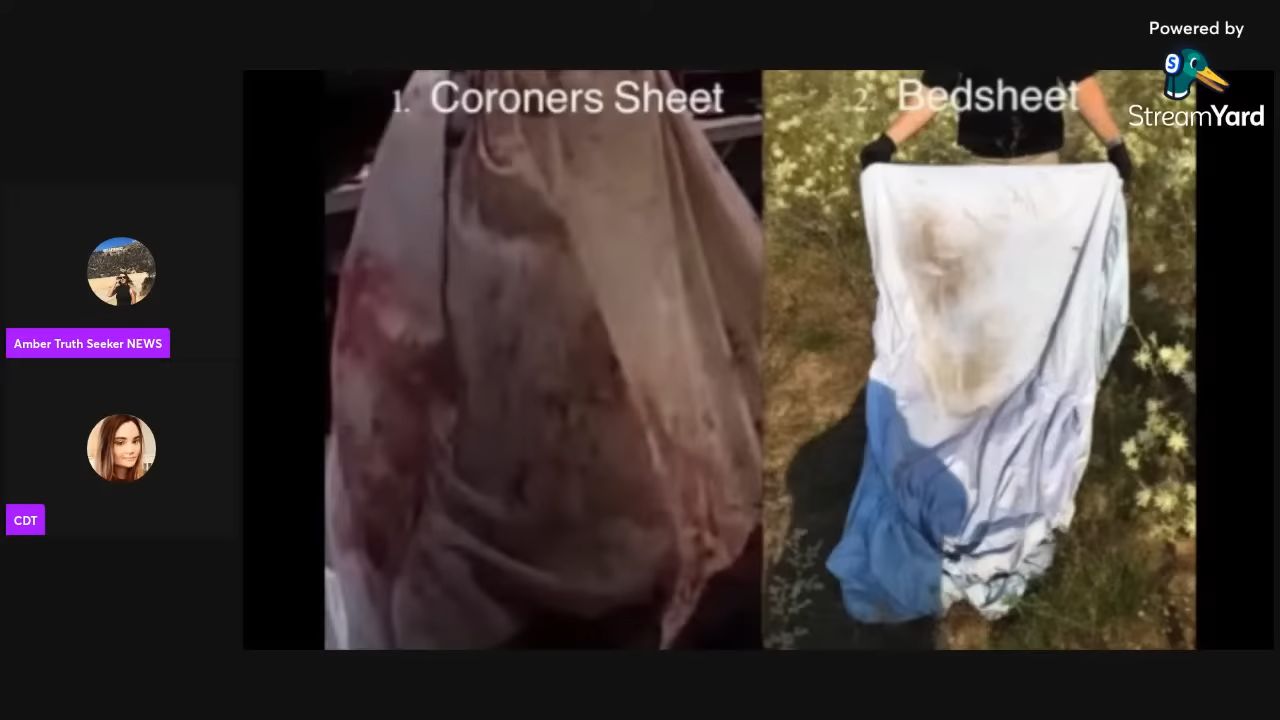 Powered by
StreamYard
1. Coroners Sheet
2. Bedsheet
Amber Truth Seeker NEWS
CDT